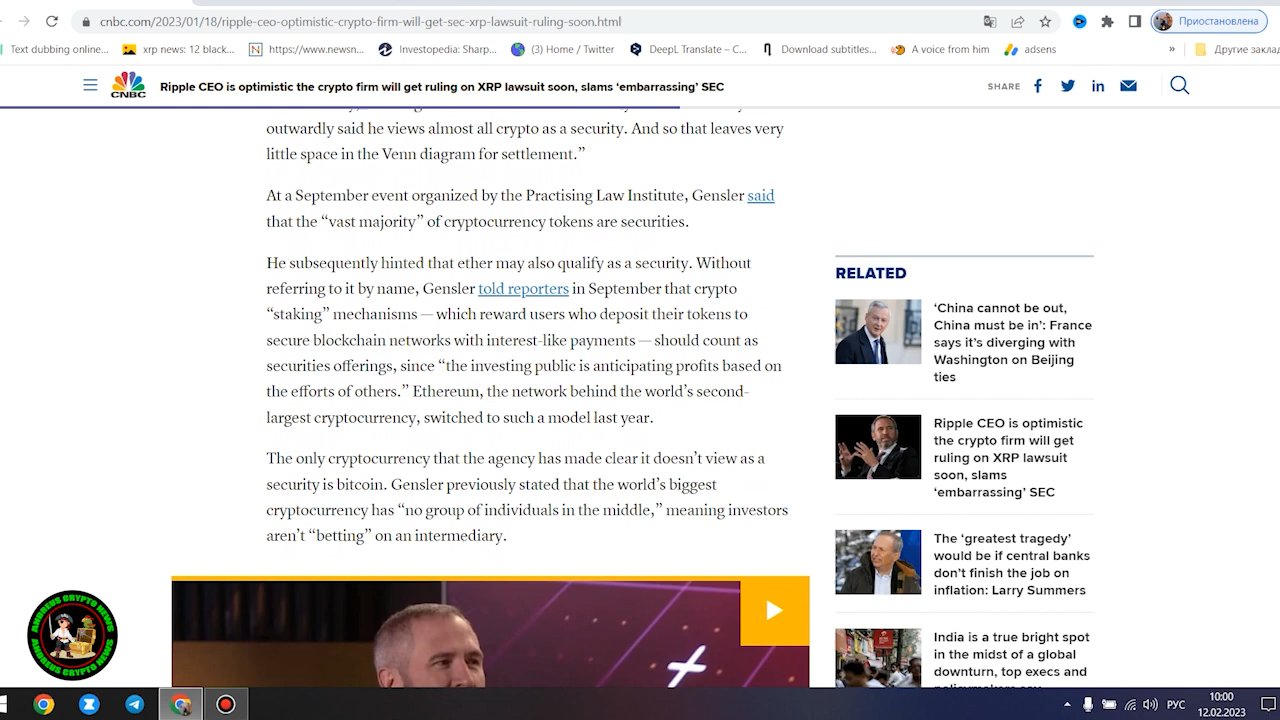 cnbc.com/2023/01/18/ripple-ceo-optimistic-crypto-firm-will-get-sec-xrp-lawsuit-ruling-soon.html
Приостановлена
Text dubbing online...
xrp news: 12 black...
https://www.newsn...
Investopedia: Sharp...
(3) Home / Twitter
DeepL Translate – C...
Download subtitles...
A voice from him
adsens
»
Другие закла
CNBC
Ripple CEO is optimistic the crypto firm will get ruling on XRP lawsuit soon, slams ‘embarrassing’ SEC
SHARE
outwardly said he views almost all crypto as a security. And so that leaves very
little space in the Venn diagram for settlement.”
At a September event organized by the Practising Law Institute, Gensler said
that the “vast majority” of cryptocurrency tokens are securities.
He subsequently hinted that ether may also qualify as a security. Without
referring to it by name, Gensler told reporters in September that crypto
“staking” mechanisms — which reward users who deposit their tokens to
secure blockchain networks with interest-like payments — should count as
securities offerings, since “the investing public is anticipating profits based on
the efforts of others.” Ethereum, the network behind the world’s second-
largest cryptocurrency, switched to such a model last year.
The only cryptocurrency that the agency has made clear it doesn’t view as a
security is bitcoin. Gensler previously stated that the world’s biggest
cryptocurrency has “no group of individuals in the middle,” meaning investors
aren’t “betting” on an intermediary.
RELATED
‘China cannot be out,
China must be in’: France
says it’s diverging with
Washington on Beijing
ties
Ripple CEO is optimistic
the crypto firm will get
ruling on XRP lawsuit
soon, slams
‘embarrassing’ SEC
The ‘greatest tragedy’
would be if central banks
don’t finish the job on
inflation: Larry Summers
India is a true bright spot
in the midst of a global
downturn, top execs and
ANDREUS CRYPTO NEWS
ANDREUS CRYPTO NEWS
РУС
10:00
12.02.2023